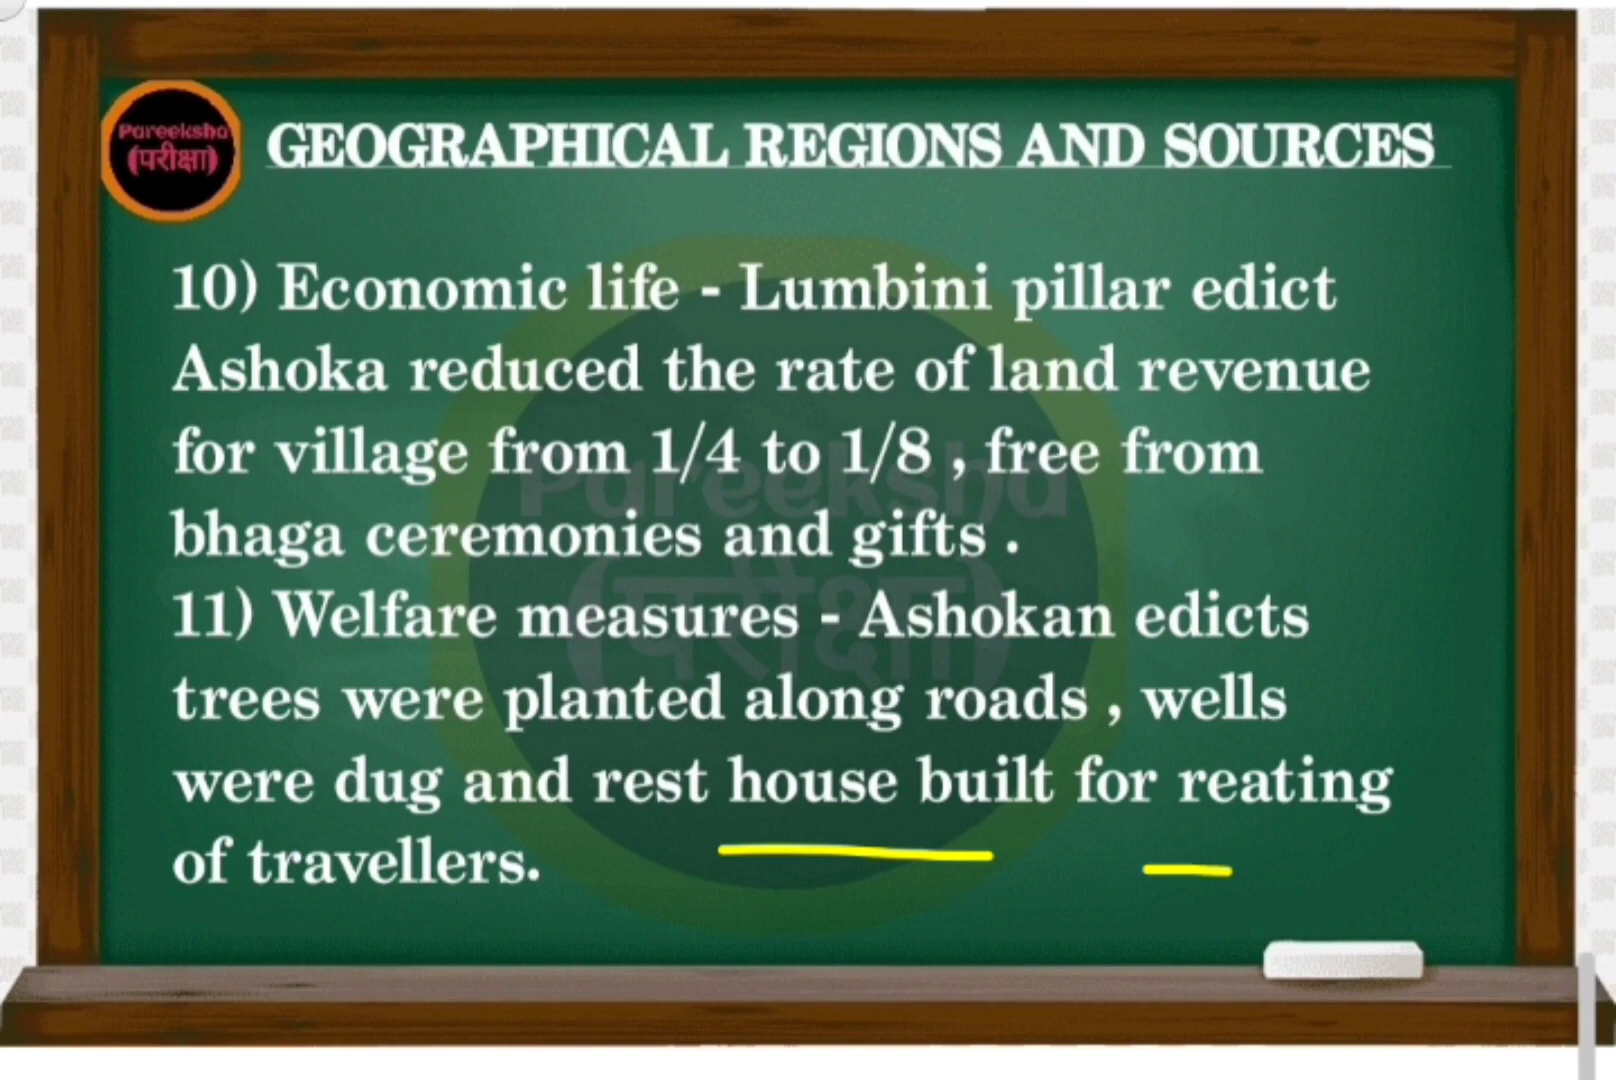 Pareeksha
(परीक्षा)
GEOGRAPHICAL REGIONS AND SOURCES
10) Economic life - Lumbini pillar edict
Ashoka reduced the rate of land revenue
for village from 1/4 to 1/8 , free from
bhaga ceremonies and gifts .
11) Welfare measures - Ashokan edicts
trees were planted along roads , wells
were dug and rest house built for reating
of travellers.
Pareeksha
(परीक्षा)